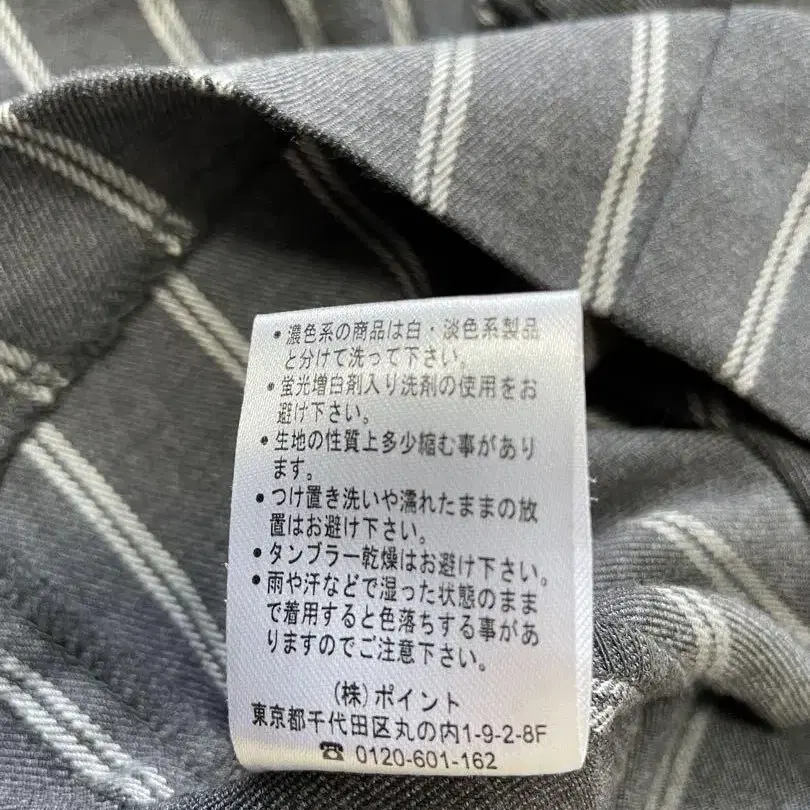 ・濃色系の商品は白・淡色系製品
と分けて洗って下さい。
・蛍光増白剤入り洗剤の使用をお
避け下さい。
・生地の性質上多少縮む事があり
ます。
・つけ置き洗いや濡れたままの放
置はお避け下さい。
・タンブラー乾燥はお避け下さい。
・雨や汗などで湿った状態のまま
で着用すると色落ちする事があ
りますのでご注意下さい。
(株)ポイント
東京都千代田区丸の内1-9-2-8F
☎ 0120-601-162